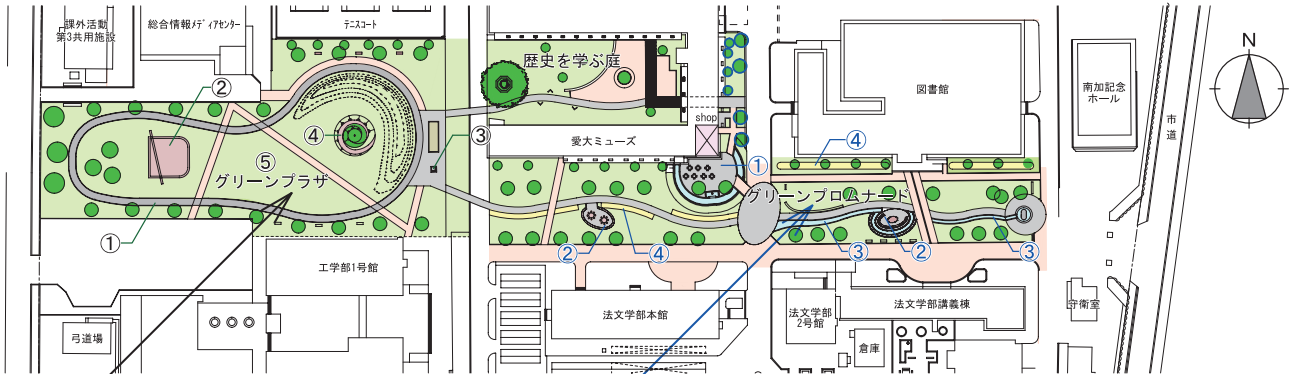 課外活動
第3共用施設
総合情報メディアセンター
テニスコート
歴史を学ぶ庭
図書館
南加記念
ホール
N
市道
②
④
③
shop
愛大ミューズ
④
①
⑤
グリーンプラザ
グリーンプロムナード
①
②
④
③
②
③
工学部1号館
弓道場
法文学部本館
法文学部
2号館
法文学部講義棟
倉庫
守衛室